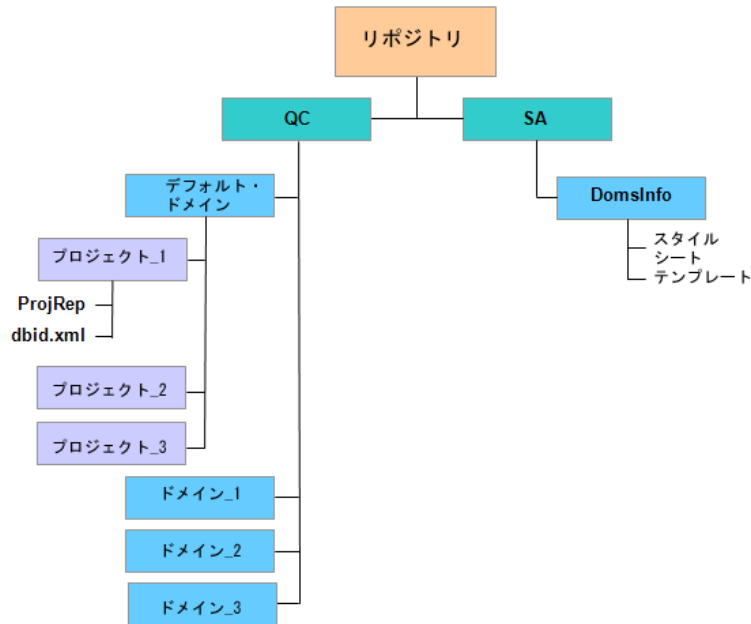 リポジトリ
QC
SA
デフォルト・
ドメイン
DomsInfo
プロジェクト_1
スタイル
シート
テンプレート
ProjRep
dbid.xml
プロジェクト_2
プロジェクト_3
ドメイン_1
ドメイン_2
ドメイン_3